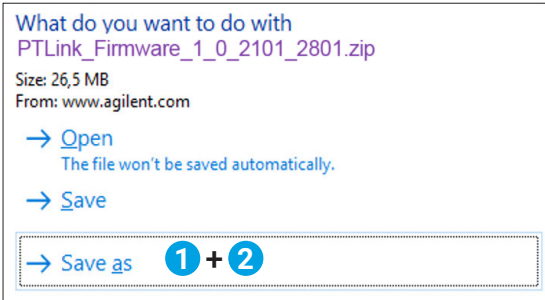 What do you want to do with
PTLink_Firmware_1_0_2101_2801.zip
Size: 26,5 MB
From: www.agilent.com
→ Open
The file won't be saved automatically.
→ Save
→ Save as 1 + 2